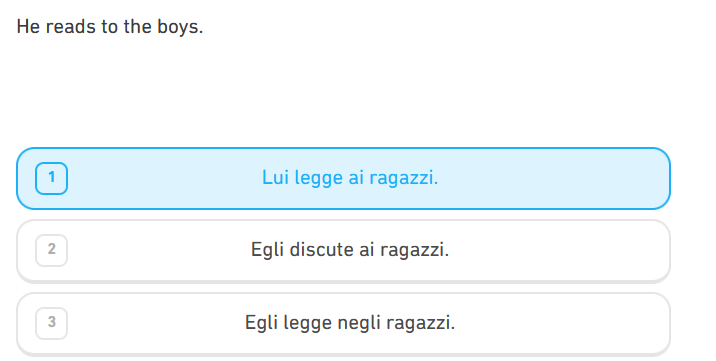 He reads to the boys.
1
Lui legge ai ragazzi.
2
Egli discute ai ragazzi.
3
Egli legge negli ragazzi.